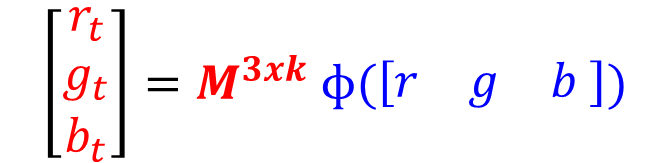 [r_t g_t b_t] = M^{3xk} ϕ([r g b])